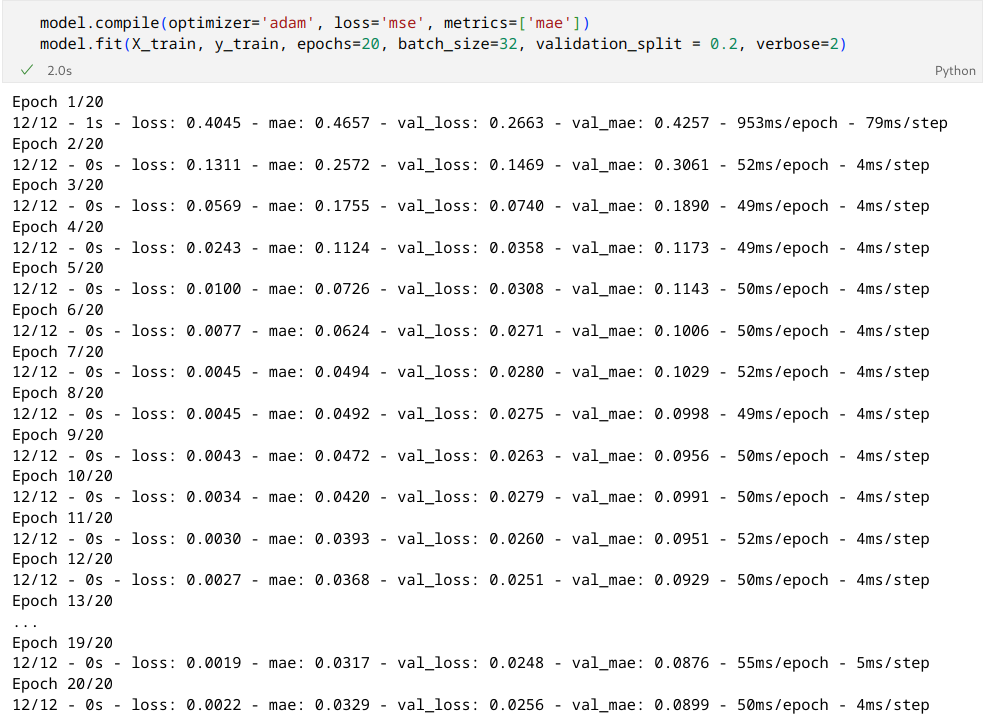 model.compile(optimizer='adam', loss='mse', metrics=['mae'])
model.fit(X_train, y_train, epochs=20, batch_size=32, validation_split = 0.2, verbose=2)
✓ 2.0s Python
Epoch 1/20
12/12 - 1s - loss: 0.4045 - mae: 0.4657 - val_loss: 0.2663 - val_mae: 0.4257 - 953ms/epoch - 79ms/step
Epoch 2/20
12/12 - 0s - loss: 0.1311 - mae: 0.2572 - val_loss: 0.1469 - val_mae: 0.3061 - 52ms/epoch - 4ms/step
Epoch 3/20
12/12 - 0s - loss: 0.0569 - mae: 0.1755 - val_loss: 0.0740 - val_mae: 0.1890 - 49ms/epoch - 4ms/step
Epoch 4/20
12/12 - 0s - loss: 0.0243 - mae: 0.1124 - val_loss: 0.0358 - val_mae: 0.1173 - 49ms/epoch - 4ms/step
Epoch 5/20
12/12 - 0s - loss: 0.0100 - mae: 0.0726 - val_loss: 0.0308 - val_mae: 0.1143 - 50ms/epoch - 4ms/step
Epoch 6/20
12/12 - 0s - loss: 0.0077 - mae: 0.0624 - val_loss: 0.0271 - val_mae: 0.1006 - 50ms/epoch - 4ms/step
Epoch 7/20
12/12 - 0s - loss: 0.0045 - mae: 0.0494 - val_loss: 0.0280 - val_mae: 0.1029 - 52ms/epoch - 4ms/step
Epoch 8/20
12/12 - 0s - loss: 0.0045 - mae: 0.0492 - val_loss: 0.0275 - val_mae: 0.0998 - 49ms/epoch - 4ms/step
Epoch 9/20
12/12 - 0s - loss: 0.0043 - mae: 0.0472 - val_loss: 0.0263 - val_mae: 0.0956 - 50ms/epoch - 4ms/step
Epoch 10/20
12/12 - 0s - loss: 0.0034 - mae: 0.0420 - val_loss: 0.0279 - val_mae: 0.0991 - 50ms/epoch - 4ms/step
Epoch 11/20
12/12 - 0s - loss: 0.0030 - mae: 0.0393 - val_loss: 0.0260 - val_mae: 0.0951 - 52ms/epoch - 4ms/step
Epoch 12/20
12/12 - 0s - loss: 0.0027 - mae: 0.0368 - val_loss: 0.0251 - val_mae: 0.0929 - 50ms/epoch - 4ms/step
Epoch 13/20
...
Epoch 19/20
12/12 - 0s - loss: 0.0019 - mae: 0.0317 - val_loss: 0.0248 - val_mae: 0.0876 - 55ms/epoch - 5ms/step
Epoch 20/20
12/12 - 0s - loss: 0.0022 - mae: 0.0329 - val_loss: 0.0256 - val_mae: 0.0899 - 50ms/epoch - 4ms/step